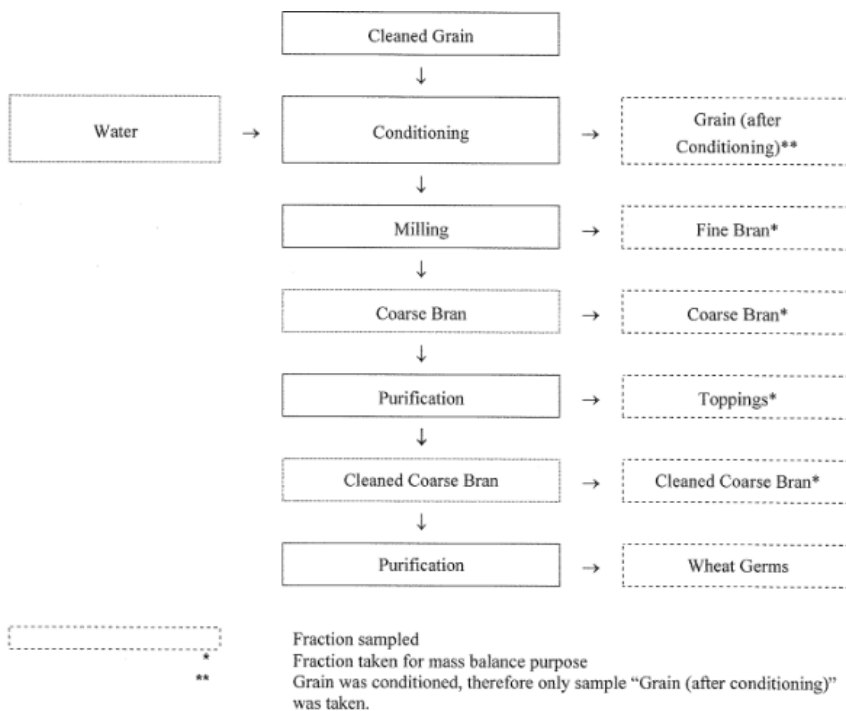 Cleaned Grain
↓
Water → Conditioning → Grain (after
Conditioning)**
↓
Milling → Fine Bran*
↓
Coarse Bran → Coarse Bran*
↓
Purification → Toppings*
↓
Cleaned Coarse Bran → Cleaned Coarse Bran*
↓
Purification → Wheat Germs
Fraction sampled
* Fraction taken for mass balance purpose
** Grain was conditioned, therefore only sample “Grain (after conditioning)”
was taken.